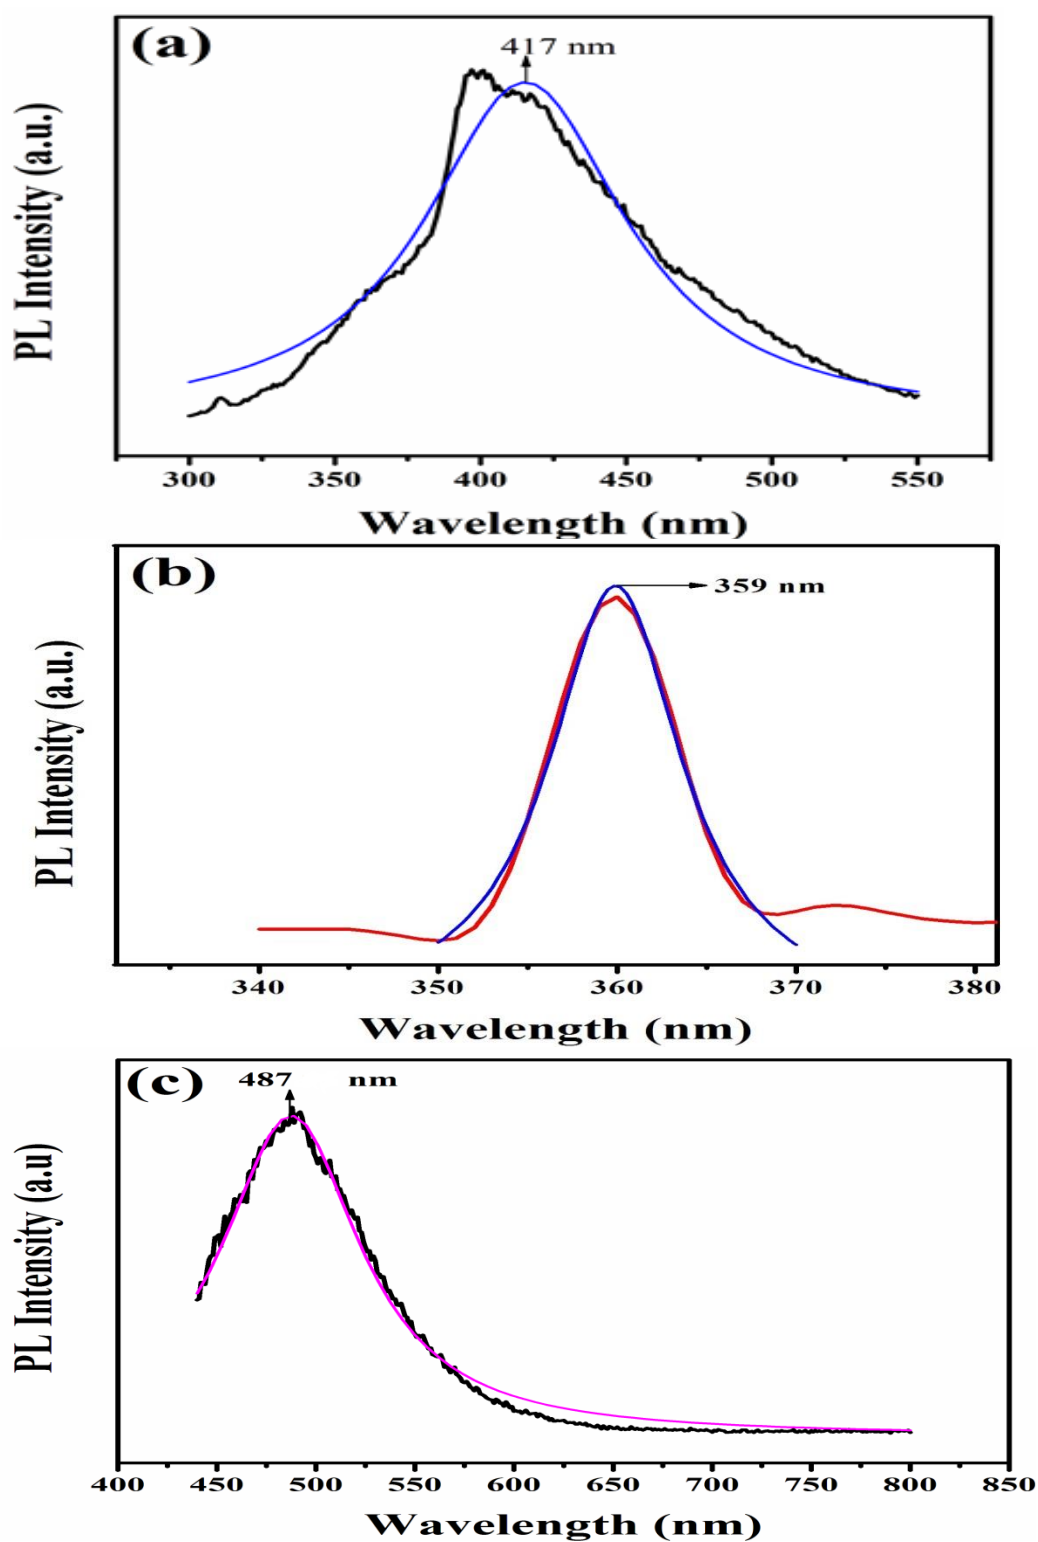 (a)
417 nm
PL Intensity (a.u.)
300 350 400 450 500 550
Wavelength (nm)
(b)
359 nm
PL Intensity (a.u.)
340 350 360 370 380
Wavelength (nm)
(c)
487 nm
PL Intensity (a.u)
400 450 500 550 600 650 700 750 800 850
Wavelength (nm)